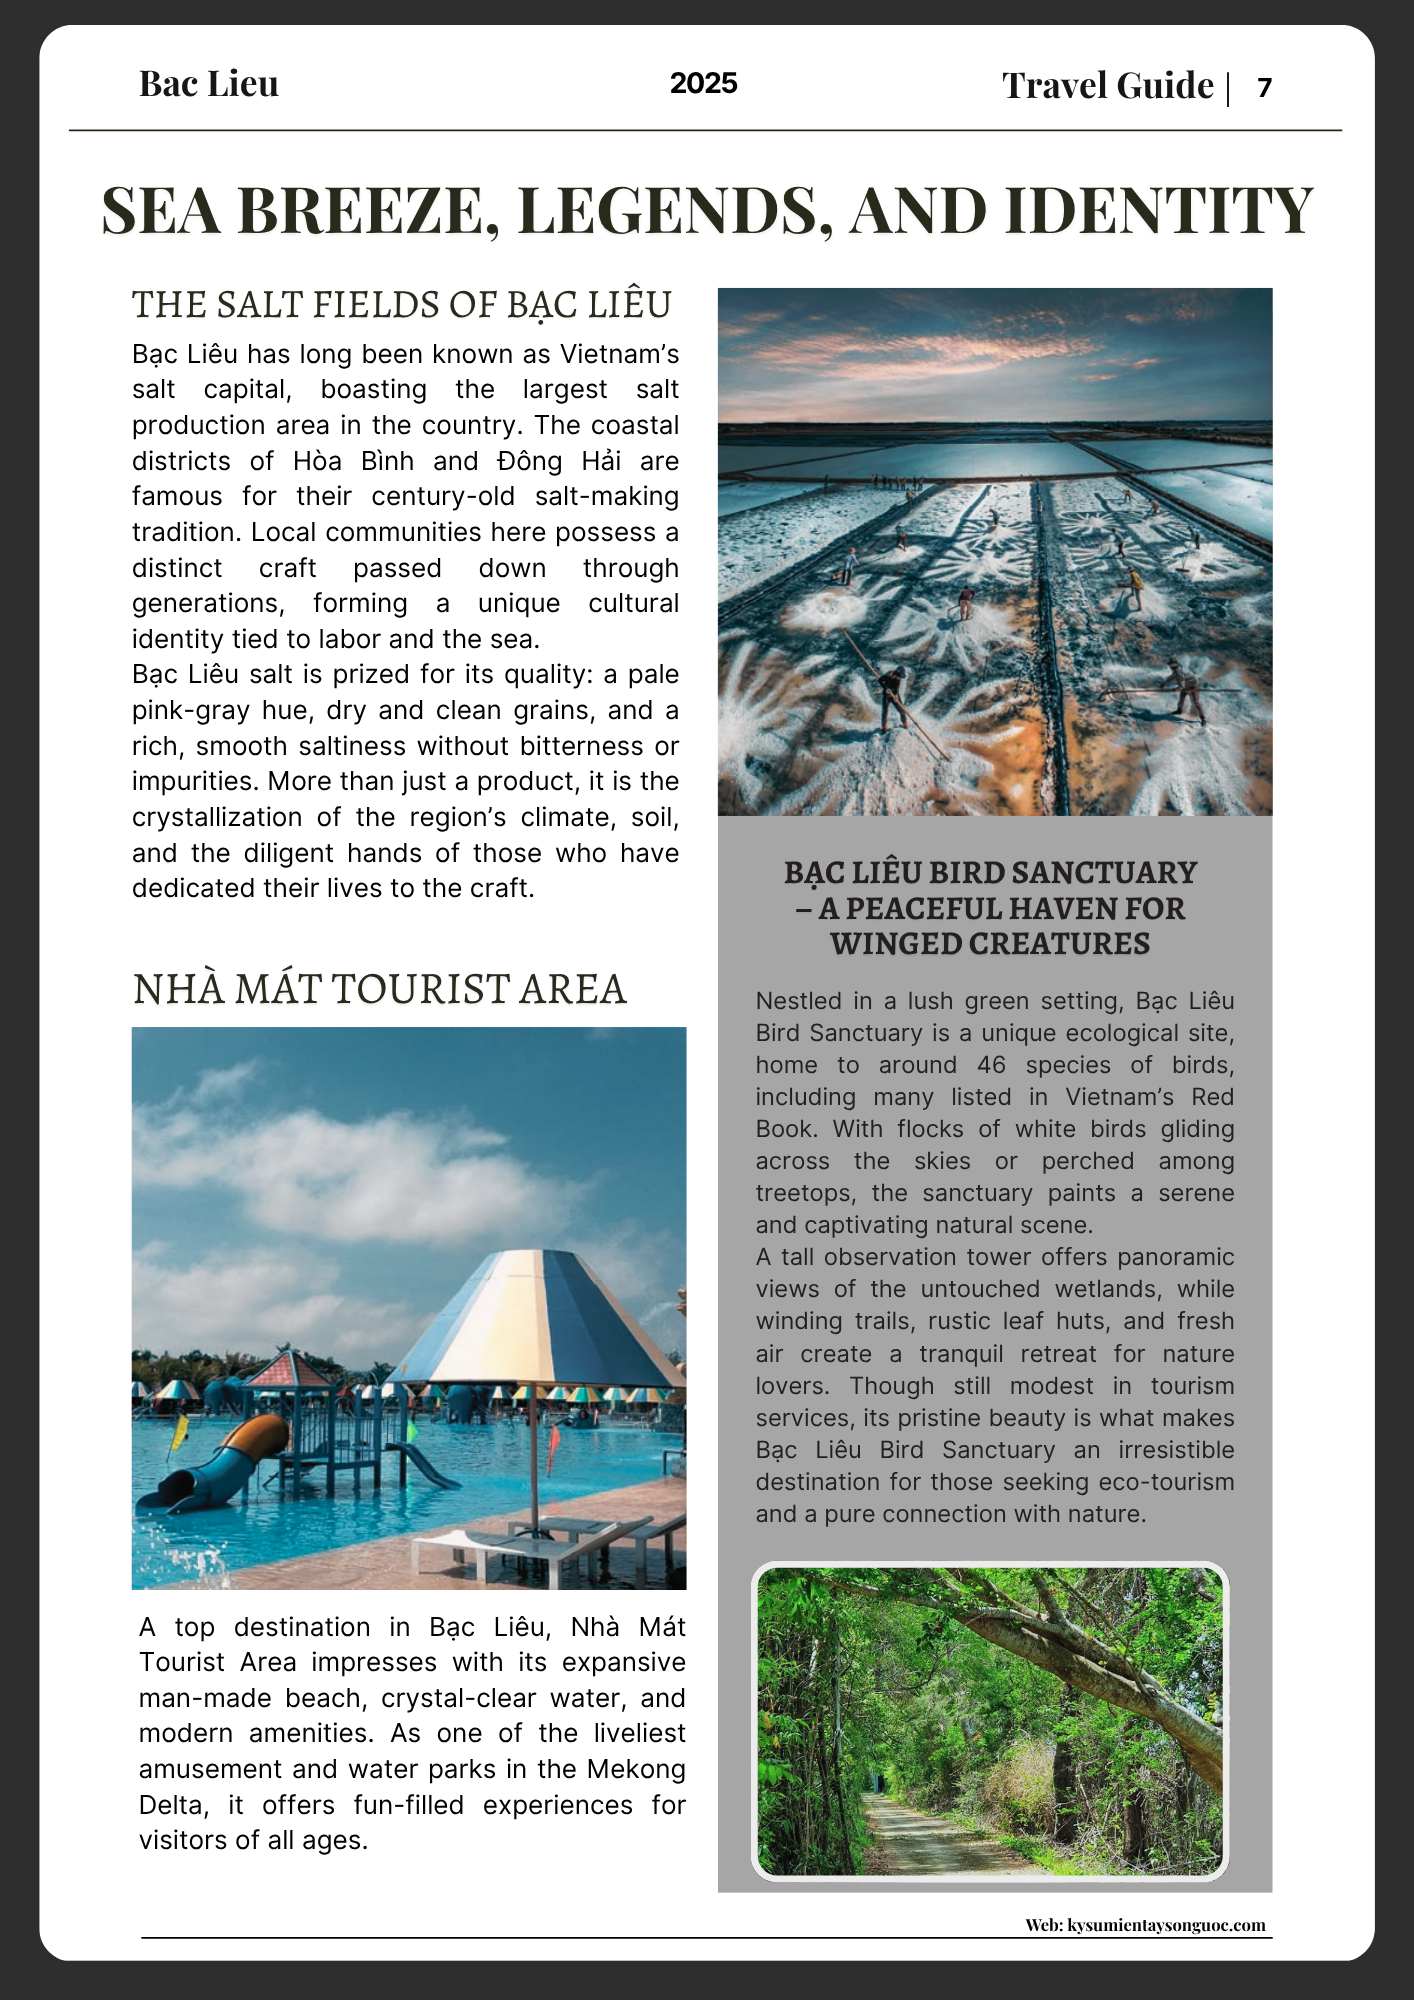 Bac Lieu
2025
Travel Guide | 7
SEA BREEZE, LEGENDS, AND IDENTITY
THE SALT FIELDS OF BẠC LIÊU
Bạc Liêu has long been known as Vietnam’s
salt capital, boasting the largest salt
production area in the country. The coastal
districts of Hòa Bình and Đông Hải are
famous for their century-old salt-making
tradition. Local communities here possess a
distinct craft passed down through
generations, forming a unique cultural
identity tied to labor and the sea.
Bạc Liêu salt is prized for its quality: a pale
pink-gray hue, dry and clean grains, and a
rich, smooth saltiness without bitterness or
impurities. More than just a product, it is the
crystallization of the region’s climate, soil,
and the diligent hands of those who have
dedicated their lives to the craft.
NHÀ MÁT TOURIST AREA
A top destination in Bạc Liêu, Nhà Mát
Tourist Area impresses with its expansive
man-made beach, crystal-clear water, and
modern amenities. As one of the liveliest
amusement and water parks in the Mekong
Delta, it offers fun-filled experiences for
visitors of all ages.
BẠC LIÊU BIRD SANCTUARY
– A PEACEFUL HAVEN FOR
WINGED CREATURES
Nestled in a lush green setting, Bạc Liêu
Bird Sanctuary is a unique ecological site,
home to around 46 species of birds,
including many listed in Vietnam’s Red
Book. With flocks of white birds gliding
across the skies or perched among
treetops, the sanctuary paints a serene
and captivating natural scene.
A tall observation tower offers panoramic
views of the untouched wetlands, while
winding trails, rustic leaf huts, and fresh
air create a tranquil retreat for nature
lovers. Though still modest in tourism
services, its pristine beauty is what makes
Bạc Liêu Bird Sanctuary an irresistible
destination for those seeking eco-tourism
and a pure connection with nature.
Web: kysumientaysonguoc.com